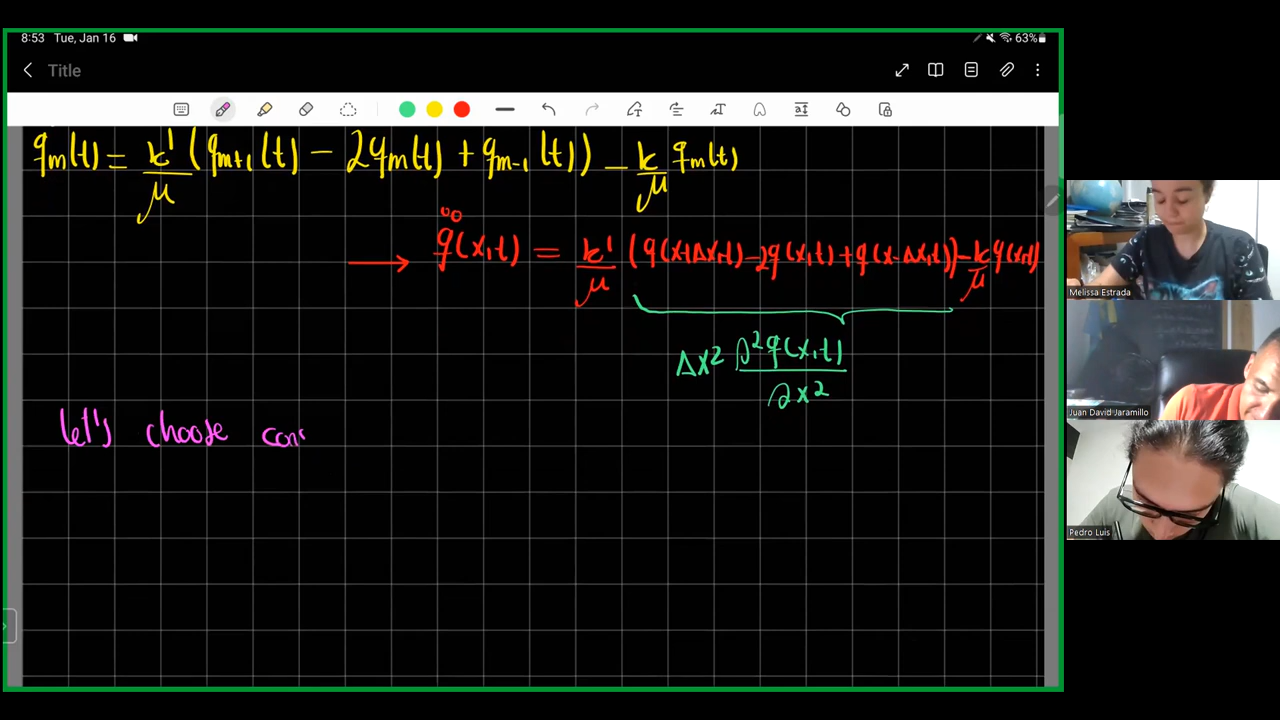 8:53 Tue, Jan 16
63%
Title
qm(t) = k'/μ (qm+1(t) − 2qm(t) + qm−1(t)) − k/μ qm(t)
→ q̈(x,t) = k'/μ (q(x+Δx,t) − 2q(x,t) + q(x−Δx,t)) − k/μ q(x,t)
Δx² ∂²q(x,t)/∂x²
let's choose con
Melissa Estrada
Juan David Jaramillo
Pedro Luis